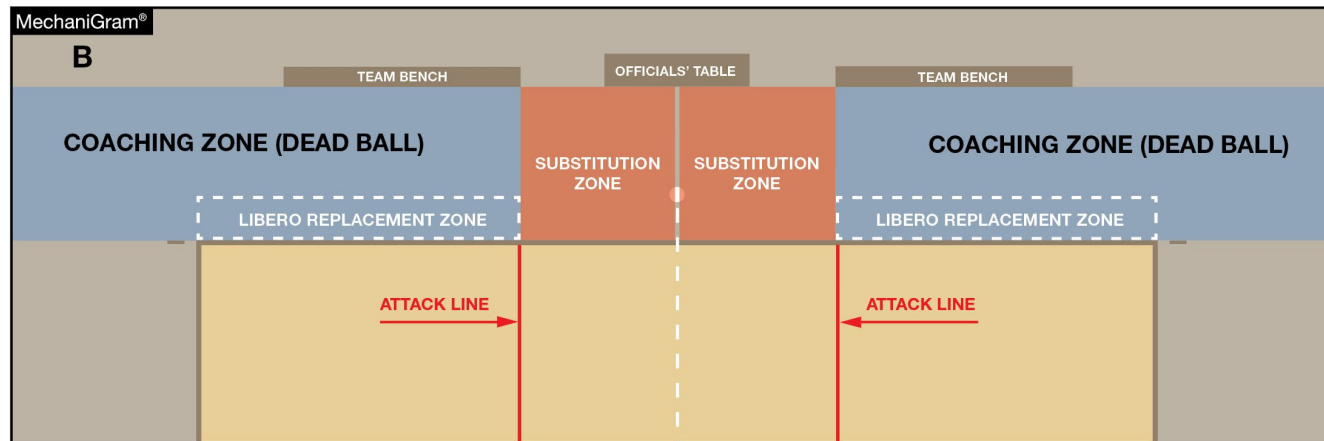 MechaniGram®
B
TEAM BENCH
OFFICIALS' TABLE
TEAM BENCH
COACHING ZONE (DEAD BALL)
SUBSTITUTION
ZONE
SUBSTITUTION
ZONE
COACHING ZONE (DEAD BALL)
LIBERO REPLACEMENT ZONE
LIBERO REPLACEMENT ZONE
ATTACK LINE
ATTACK LINE